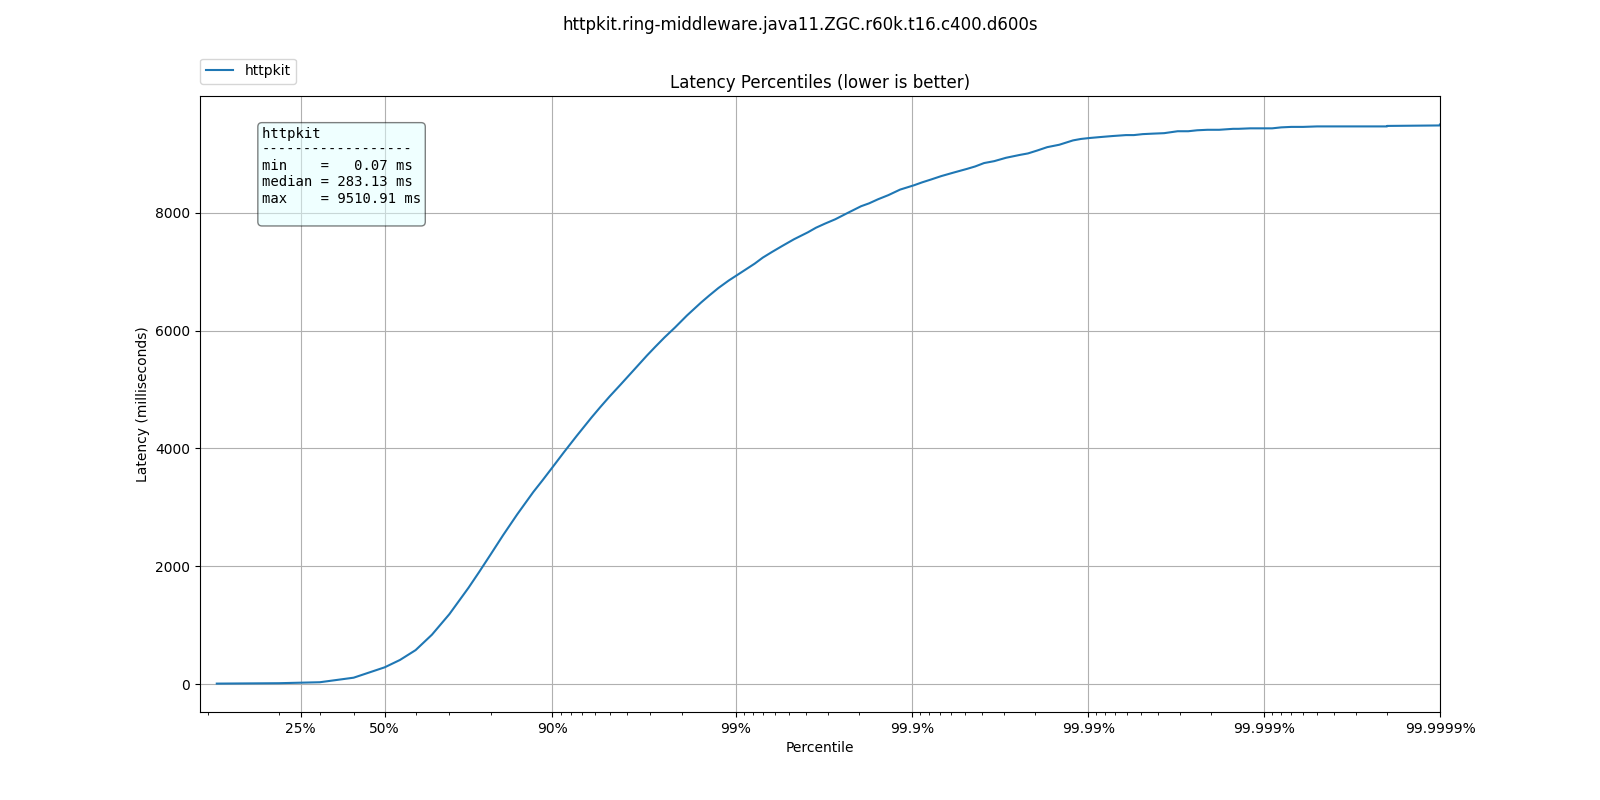 httpkit.ring-middleware.java11.ZGC.r60k.t16.c400.d600s
httpkit
Latency Percentiles (lower is better)
httpkit
------------------
min    =   0.07 ms
median = 283.13 ms
max    = 9510.91 ms
8000
6000
4000
2000
0
Latency (milliseconds)
25% 50% 90% 99% 99.9% 99.99% 99.999% 99.9999%
Percentile